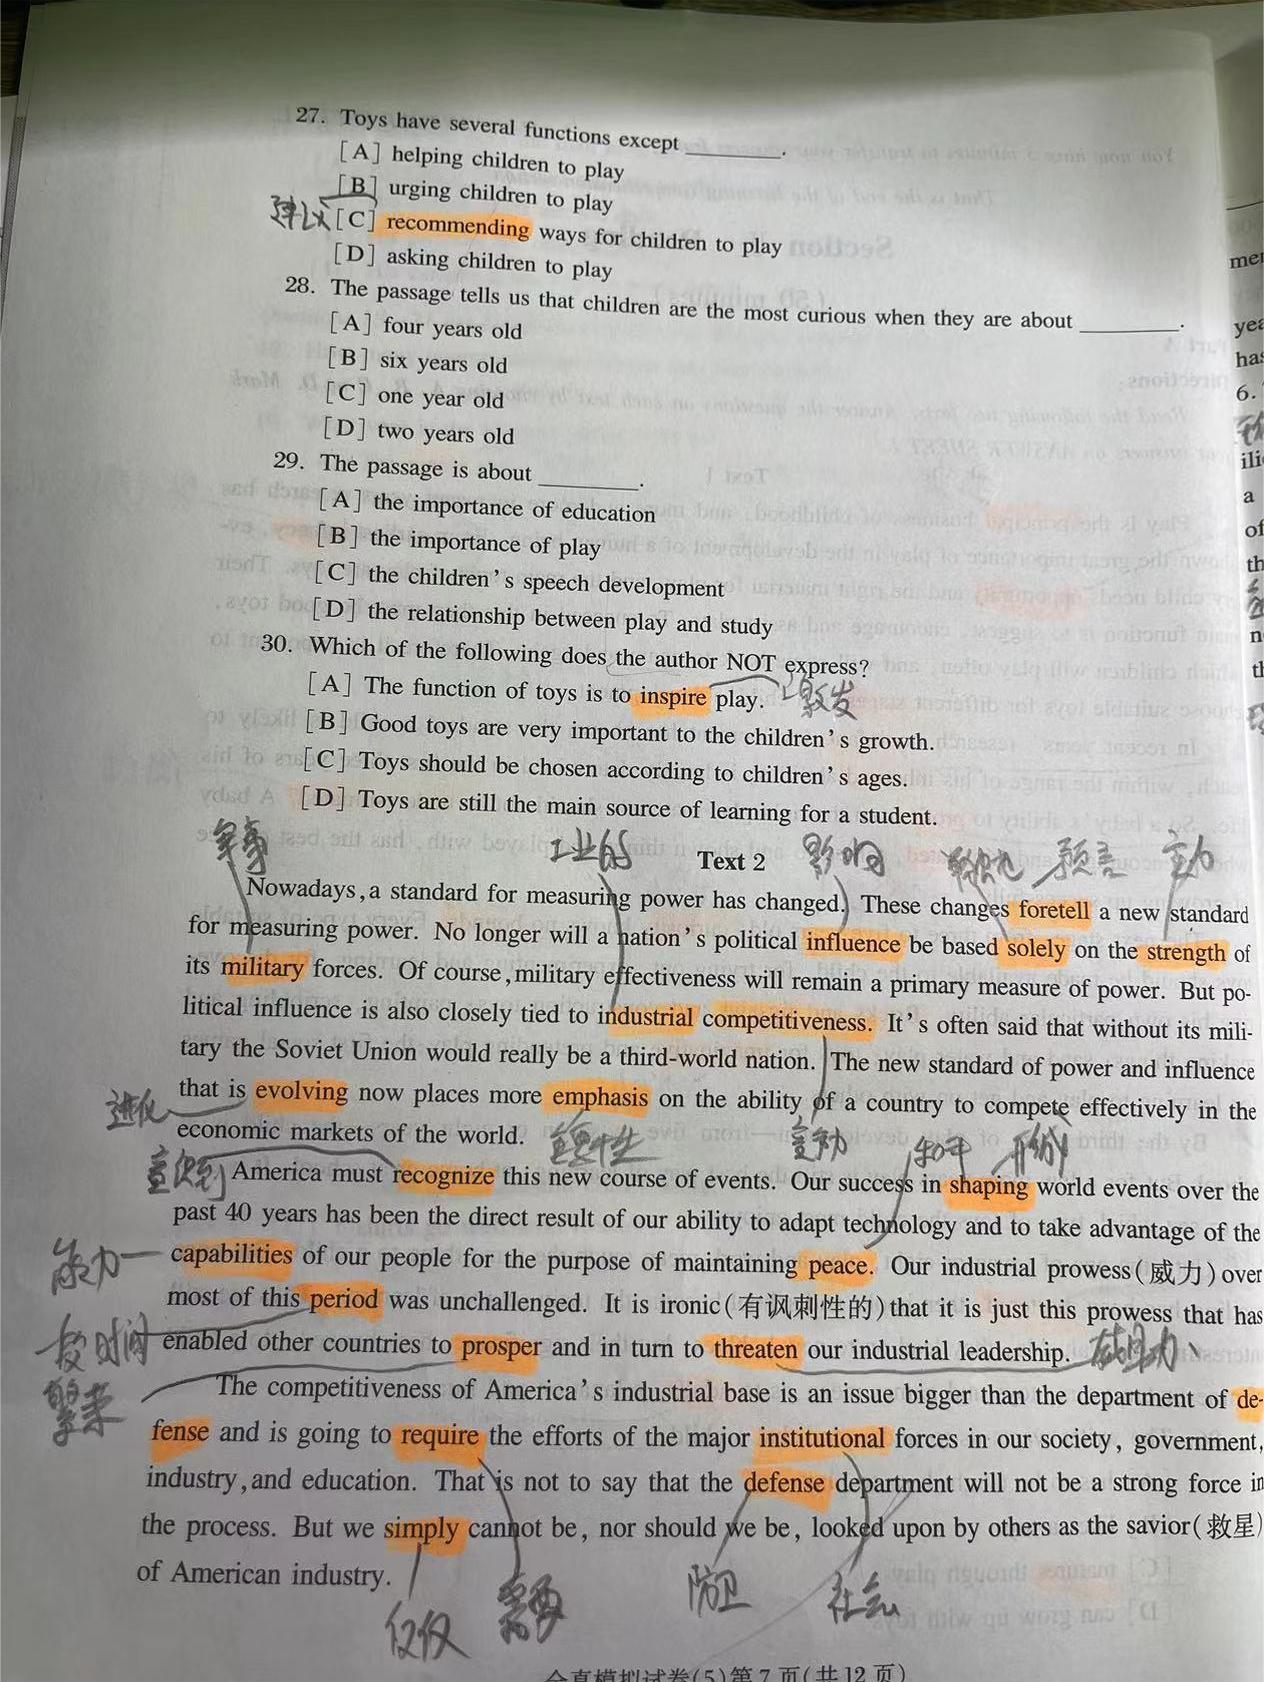 27. Toys have several functions except ________.
[A] helping children to play
[B] urging children to play
建议 [C] recommending ways for children to play
[D] asking children to play
28. The passage tells us that children are the most curious when they are about ________.
[A] four years old
[B] six years old
[C] one year old
[D] two years old
29. The passage is about ________.
[A] the importance of education
[B] the importance of play
[C] the children's speech development
[D] the relationship between play and study
30. Which of the following does the author NOT express?
[A] The function of toys is to inspire play. 激发
[B] Good toys are very important to the children's growth.
[C] Toys should be chosen according to children's ages.
[D] Toys are still the main source of learning for a student.
军事 工业的 Text 2 影响 预言
Nowadays, a standard for measuring power has changed. These changes foretell a new standard
for measuring power. No longer will a nation's political influence be based solely on the strength of
its military forces. Of course, military effectiveness will remain a primary measure of power. But po-
litical influence is also closely tied to industrial competitiveness. It's often said that without its mili-
tary the Soviet Union would really be a third-world nation. The new standard of power and influence
that is evolving now places more emphasis on the ability of a country to compete effectively in the
进化
economic markets of the world. 重要性 竞争力 和平 形成
意识到 America must recognize this new course of events. Our success in shaping world events over the
past 40 years has been the direct result of our ability to adapt technology and to take advantage of the
能力 capabilities of our people for the purpose of maintaining peace. Our industrial prowess(威力)over
most of this period was unchallenged. It is ironic(有讽刺性的)that it is just this prowess that has
段时间 enabled other countries to prosper and in turn to threaten our industrial leadership.
繁荣 The competitiveness of America's industrial base is an issue bigger than the department of de-
fense and is going to require the efforts of the major institutional forces in our society, government,
industry, and education. That is not to say that the defense department will not be a strong force in
the process. But we simply cannot be, nor should we be, looked upon by others as the savior(救星)
of American industry.
仅仅 需要 防卫 社会
全真模拟试卷(5)第7页(共12页)
me
yea
has
6.
ili
a
of
th
n